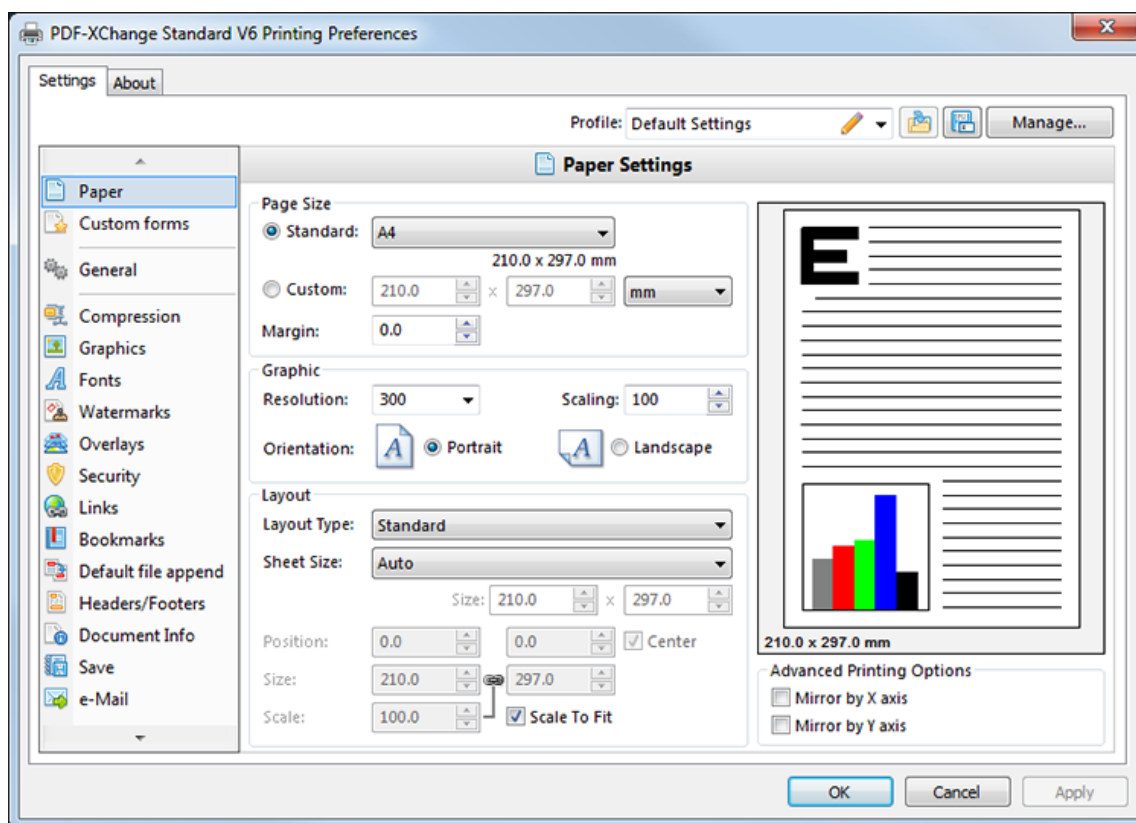 PDF-XChange Standard V6 Printing Preferences
Settings About
Profile: Default Settings Manage...
Paper
Custom forms
General
Compression
Graphics
Fonts
Watermarks
Overlays
Security
Links
Bookmarks
Default file append
Headers/Footers
Document Info
Save
e-Mail
Paper Settings
Page Size
Standard: A4
210.0 x 297.0 mm
Custom: 210.0 x 297.0 mm
Margin: 0.0
Graphic
Resolution: 300 Scaling: 100
Orientation: A Portrait A Landscape
Layout
Layout Type: Standard
Sheet Size: Auto
Size: 210.0 x 297.0
Position: 0.0 0.0 Center
Size: 210.0 297.0
Scale: 100.0 Scale To Fit
E
210.0 x 297.0 mm
Advanced Printing Options
Mirror by X axis
Mirror by Y axis
OK Cancel Apply